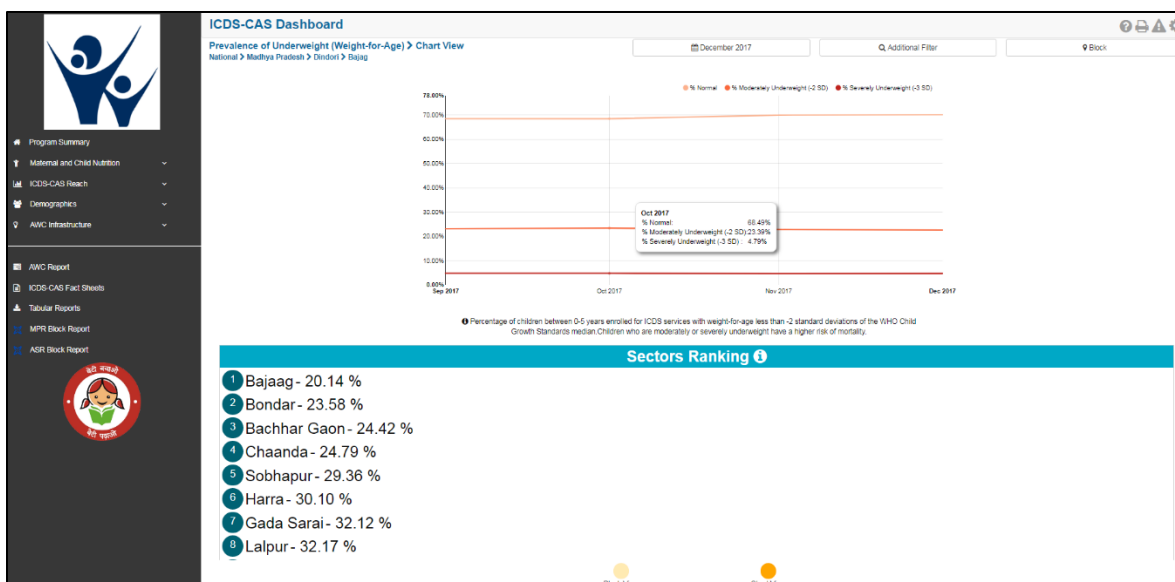 ICDS-CAS Dashboard
Prevalence of Underweight (Weight-for-Age) > Chart View
National > Madhya Pradesh > Dindori > Bajag
December 2017
Additional Filter
Block
Program Summary
Maternal and Child Nutrition
ICDS-CAS Reach
Demographics
AWC Infrastructure
AWC Report
ICDS-CAS Fact Sheets
Tabular Reports
MPR Block Report
ASR Block Report
बेटी बचाओ
बेटी पढ़ाओ
% Normal % Moderately Underweight (-2 SD) % Severely Underweight (-3 SD)
78.00%
70.00%
60.00%
50.00%
40.00%
30.00%
20.00%
10.00%
0.00%
Sep 2017 Oct 2017 Nov 2017 Dec 2017
Oct 2017
% Normal: 68.49%
% Moderately Underweight (-2 SD): 23.39%
% Severely Underweight (-3 SD) : 4.79%
Percentage of children between 0-5 years enrolled for ICDS services with weight-for-age less than -2 standard deviations of the WHO Child
Growth Standards median.Children who are moderately or severely underweight have a higher risk of mortality.
Sectors Ranking
1 Bajaag - 20.14 %
2 Bondar - 23.58 %
3 Bachhar Gaon - 24.42 %
4 Chaanda - 24.79 %
5 Sobhapur - 29.36 %
6 Harra - 30.10 %
7 Gada Sarai - 32.12 %
8 Lalpur - 32.17 %